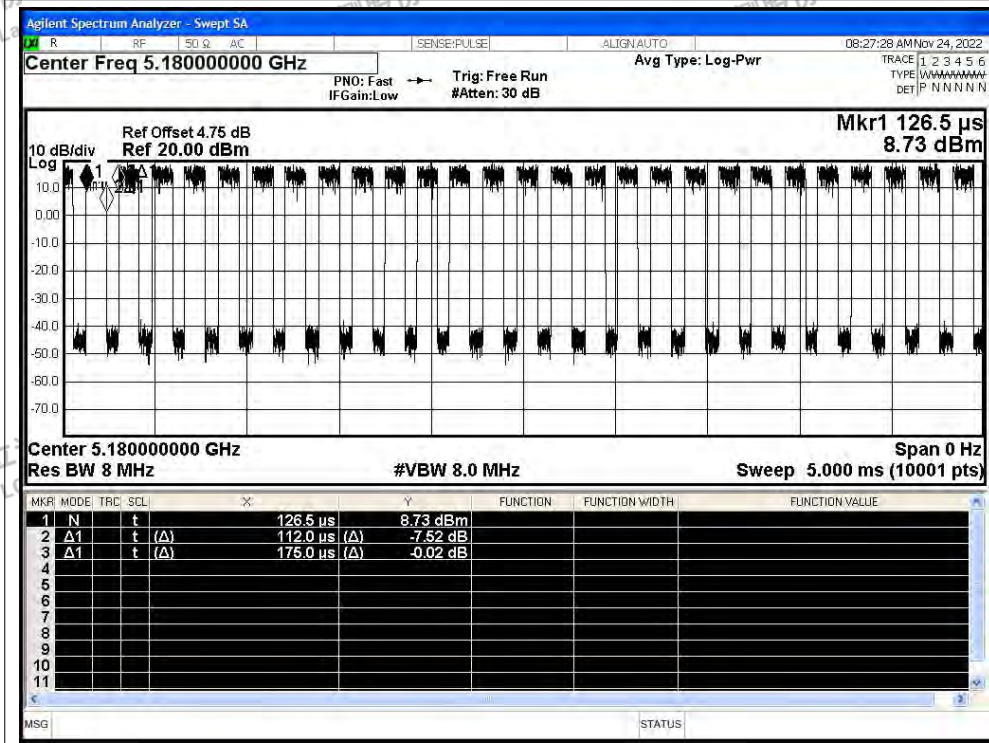 Agilent Spectrum Analyzer - Swept SA
LXI R RF 50 Ω AC SENSE:PULSE ALIGN AUTO 08:27:28 AM Nov 24, 2022
Center Freq 5.180000000 GHz
PNO: Fast
IFGain:Low
Trig: Free Run
#Atten: 30 dB
Avg Type: Log-Pwr
TRACE 1 2 3 4 5 6
TYPE WWWWWWW
DET P N N N N N
Mkr1 126.5 µs
8.73 dBm
Ref Offset 4.75 dB
10 dB/div Ref 20.00 dBm
Log
10.0
0.00
-10.0
-20.0
-30.0
-40.0
-50.0
-60.0
-70.0
Center 5.180000000 GHz Span 0 Hz
Res BW 8 MHz #VBW 8.0 MHz Sweep 5.000 ms (10001 pts)
MKR MODE TRC SCL X Y FUNCTION FUNCTION WIDTH FUNCTION VALUE
1 N t 126.5 µs 8.73 dBm
2 Δ1 t (Δ) 112.0 µs (Δ) -7.52 dB
3 Δ1 t (Δ) 175.0 µs (Δ) -0.02 dB
4
5
6
7
8
9
10
11
MSG STATUS